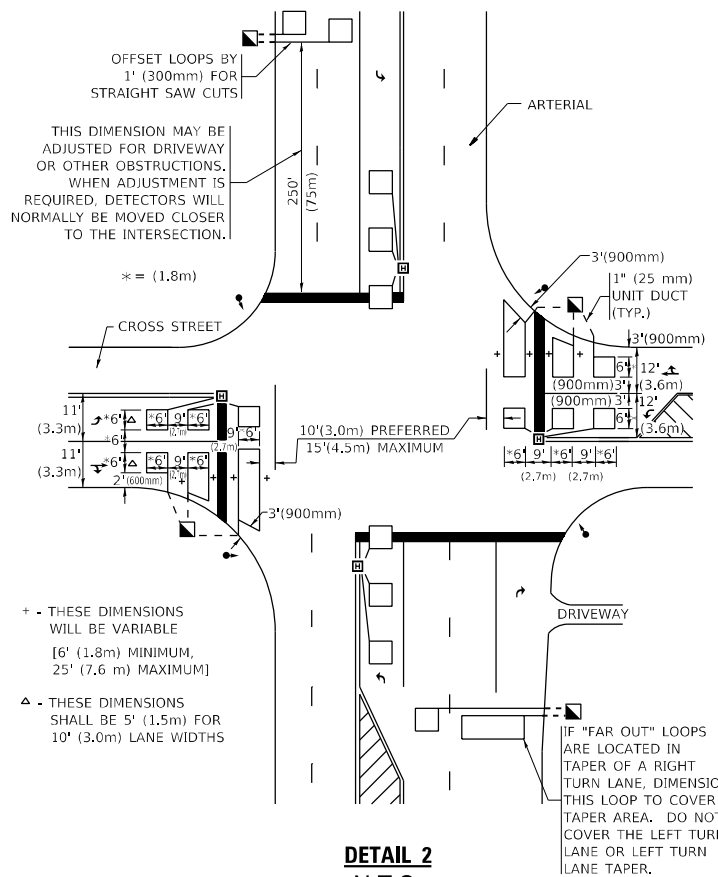 OFFSET LOOPS BY
1' (300mm) FOR
STRAIGHT SAW CUTS
THIS DIMENSION MAY BE
ADJUSTED FOR DRIVEWAY
OR OTHER OBSTRUCTIONS.
WHEN ADJUSTMENT IS
REQUIRED, DETECTORS WILL
NORMALLY BE MOVED CLOSER
TO THE INTERSECTION.
250'
(75m)
ARTERIAL
* = (1.8m)
H
3'(900mm)
1" (25 mm)
UNIT DUCT
(TYP.)
CROSS STREET
3'(900mm)
6'*
12'
(3.6m)
(900mm) 3'
(900mm) 3'
12'
(3.6m)
6'*
H
*6' 9' *6' 9' *6'
(2.7m) (2.7m)
H
11'
(3.3m)
*6' △
*6' 9' *6'
(2.7m)
9' *6'
(2.7m)
11'
(3.3m)
*6' △
*6' 9' *6'
(2.7m)
2' (600mm)
10'(3.0m) PREFERRED
15'(4.5m) MAXIMUM
3'(900mm)
H
+ - THESE DIMENSIONS
WILL BE VARIABLE
[6' (1.8m) MINIMUM,
25' (7.6 m) MAXIMUM]
△ - THESE DIMENSIONS
SHALL BE 5' (1.5m) FOR
10' (3.0m) LANE WIDTHS
DRIVEWAY
IF "FAR OUT" LOOPS
ARE LOCATED IN
TAPER OF A RIGHT
TURN LANE, DIMENSIO
THIS LOOP TO COVER
TAPER AREA. DO NOT
COVER THE LEFT TURN
LANE OR LEFT TURN
LANE TAPER.
DETAIL 2